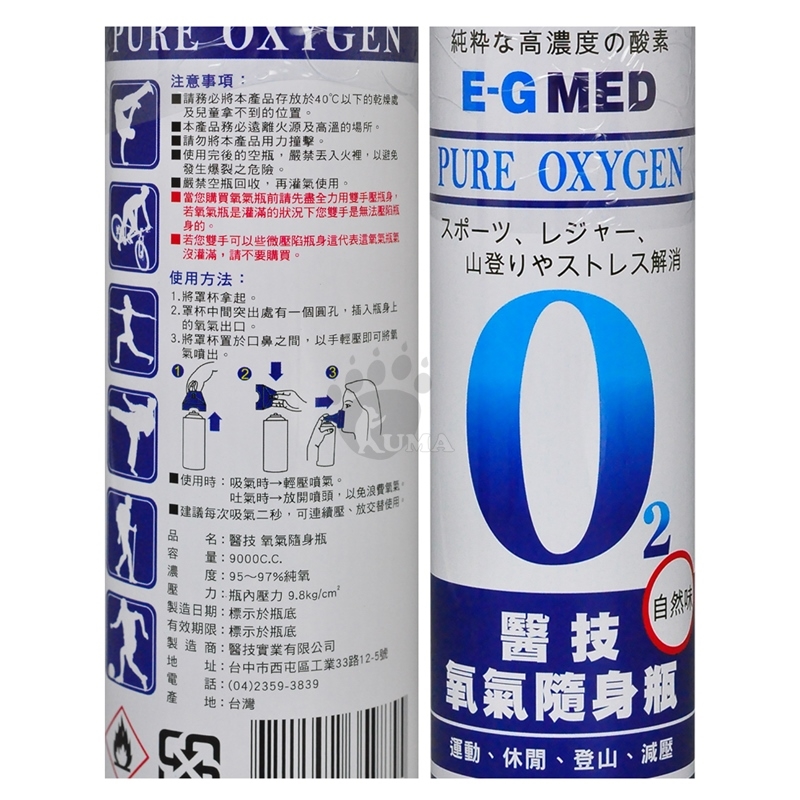 PURE OXYGEN
注意事項：
■請務必將本產品存放於40℃以下的乾燥處
及兒童拿不到的位置。
■本產品務必遠離火源及高溫的場所。
■請勿將本產品用力撞擊。
■使用完後的空瓶，嚴禁丟入火裡，以避免
發生爆裂之危險。
■嚴禁空瓶回收，再灌氣使用。
■當您購買氧氣瓶前請先盡全力用雙手壓瓶身，
若氧氣瓶是灌滿的狀況下您雙手是無法壓陷瓶
身的。
■若您雙手可以些微壓陷瓶身這代表這氧氣瓶氣
沒灌滿，請不要購買。
使用方法：
1.將罩杯拿起。
2.罩杯中間突出處有一個圓孔，插入瓶身上
的氧氣出口。
3.將罩杯置於口鼻之間，以手輕壓即可將氧
氣噴出。
1 2 3
■使用時：吸氣時→輕壓噴氣。
吐氣時→放開噴頭，以免浪費氧氣。
■建議每次吸氣二秒，可連續壓、放交替使用。
品名：醫技 氧氣隨身瓶
容量：9000C.C.
濃度：95～97%純氧
壓力：瓶內壓力 9.8kg/cm²
製造日期：標示於瓶底
有效期限：標示於瓶底
製造商：醫技實業有限公司
地址：台中市西屯區工業33路12-5號
電話：(04)2359-3839
產地：台灣
純粋な高濃度の酸素
E-G MED
PURE OXYGEN
スポーツ、レジャー、
山登りやストレス解消
O2
自然味
醫技
氧氣隨身瓶
運動、休閒、登山、減壓
KUMA